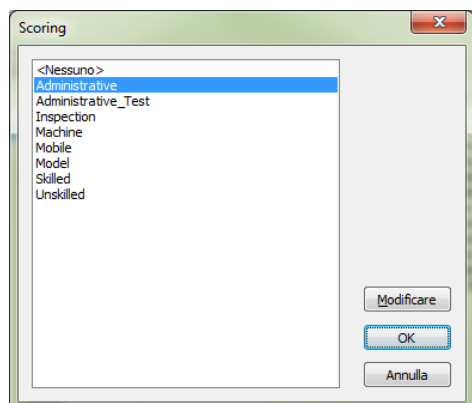 Scoring
<Nessuno>
Administrative
Administrative_Test
Inspection
Machine
Mobile
Model
Skilled
Unskilled
Modificare
OK
Annulla